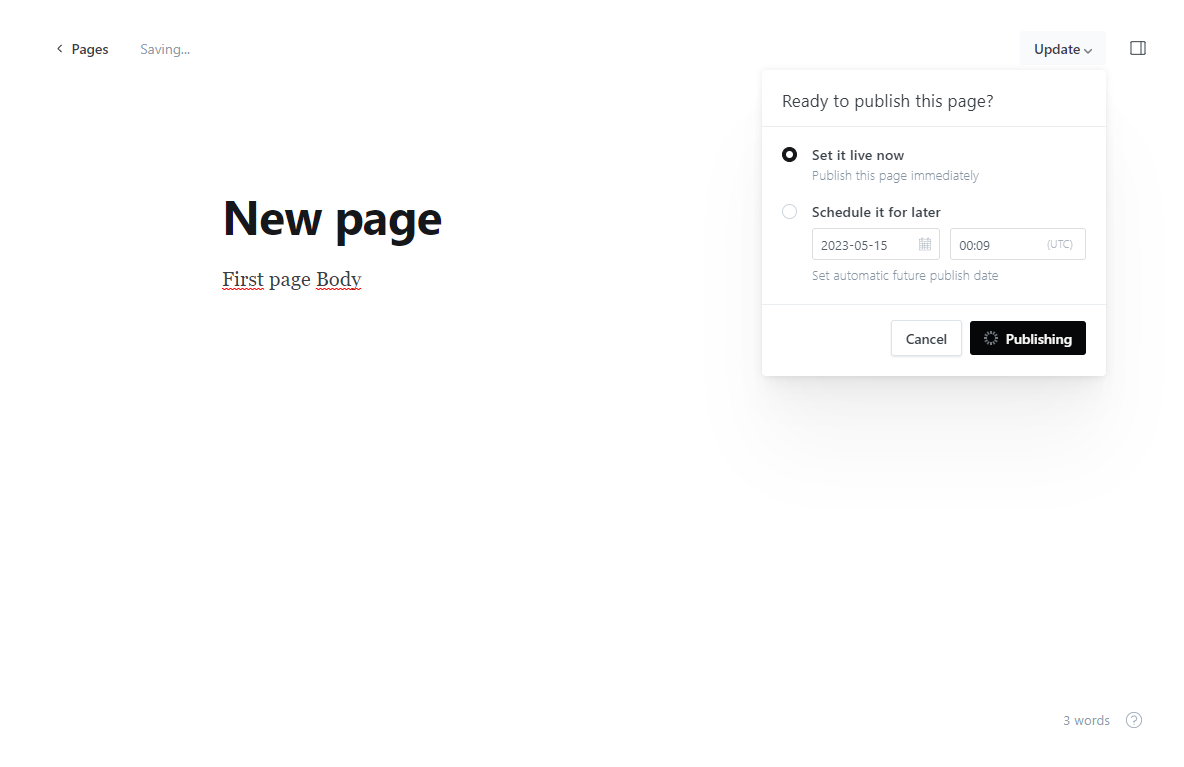 Pages Saving... Update
Ready to publish this page?
Set it live now
Publish this page immediately
New page
Schedule it for later
2023-05-15 00:09 (UTC)
First page Body
Set automatic future publish date
Cancel Publishing
3 words ?